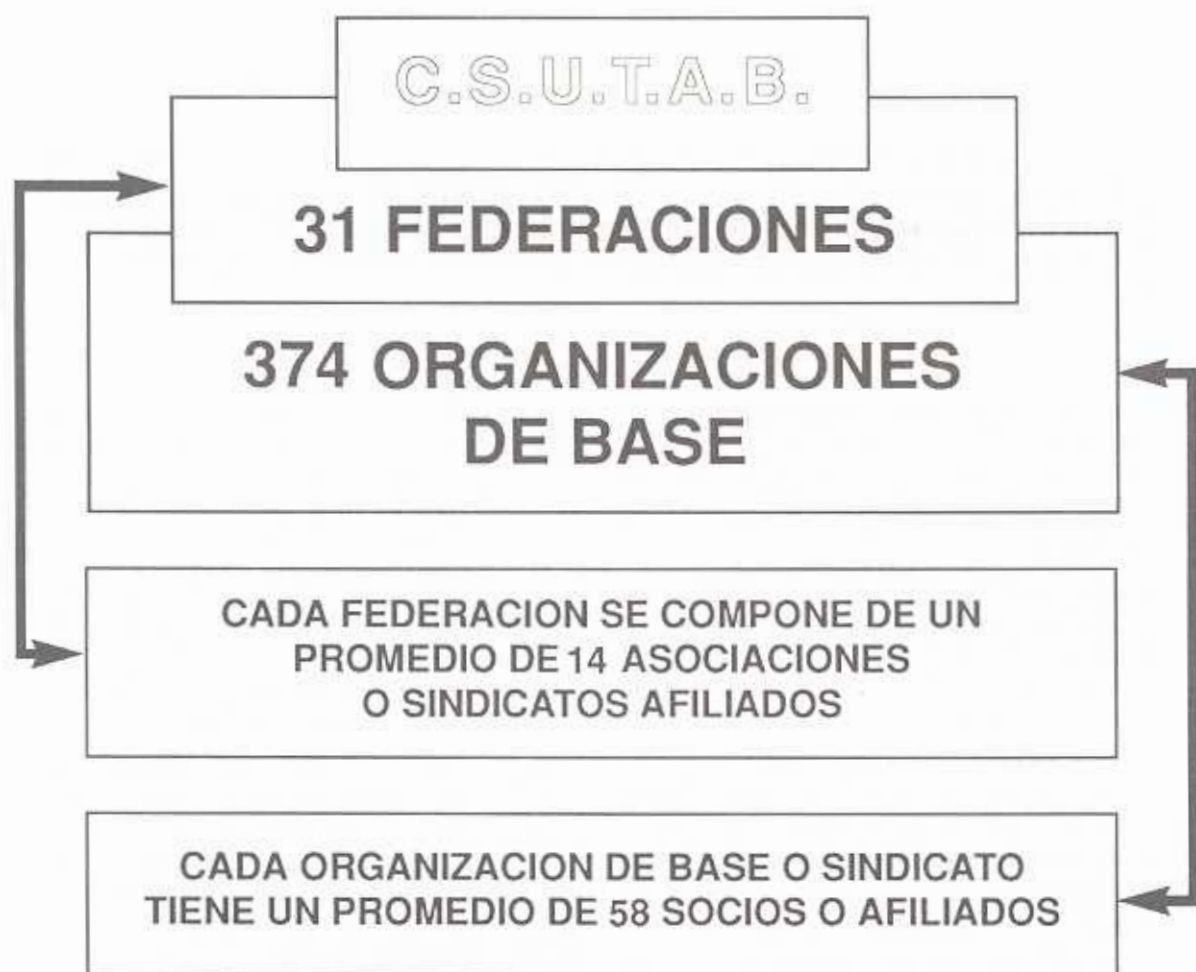 C.S.U.T.A.B.
31 FEDERACIONES
374 ORGANIZACIONES
DE BASE
CADA FEDERACION SE COMPONE DE UN
PROMEDIO DE 14 ASOCIACIONES
O SINDICATOS AFILIADOS
CADA ORGANIZACION DE BASE O SINDICATO
TIENE UN PROMEDIO DE 58 SOCIOS O AFILIADOS